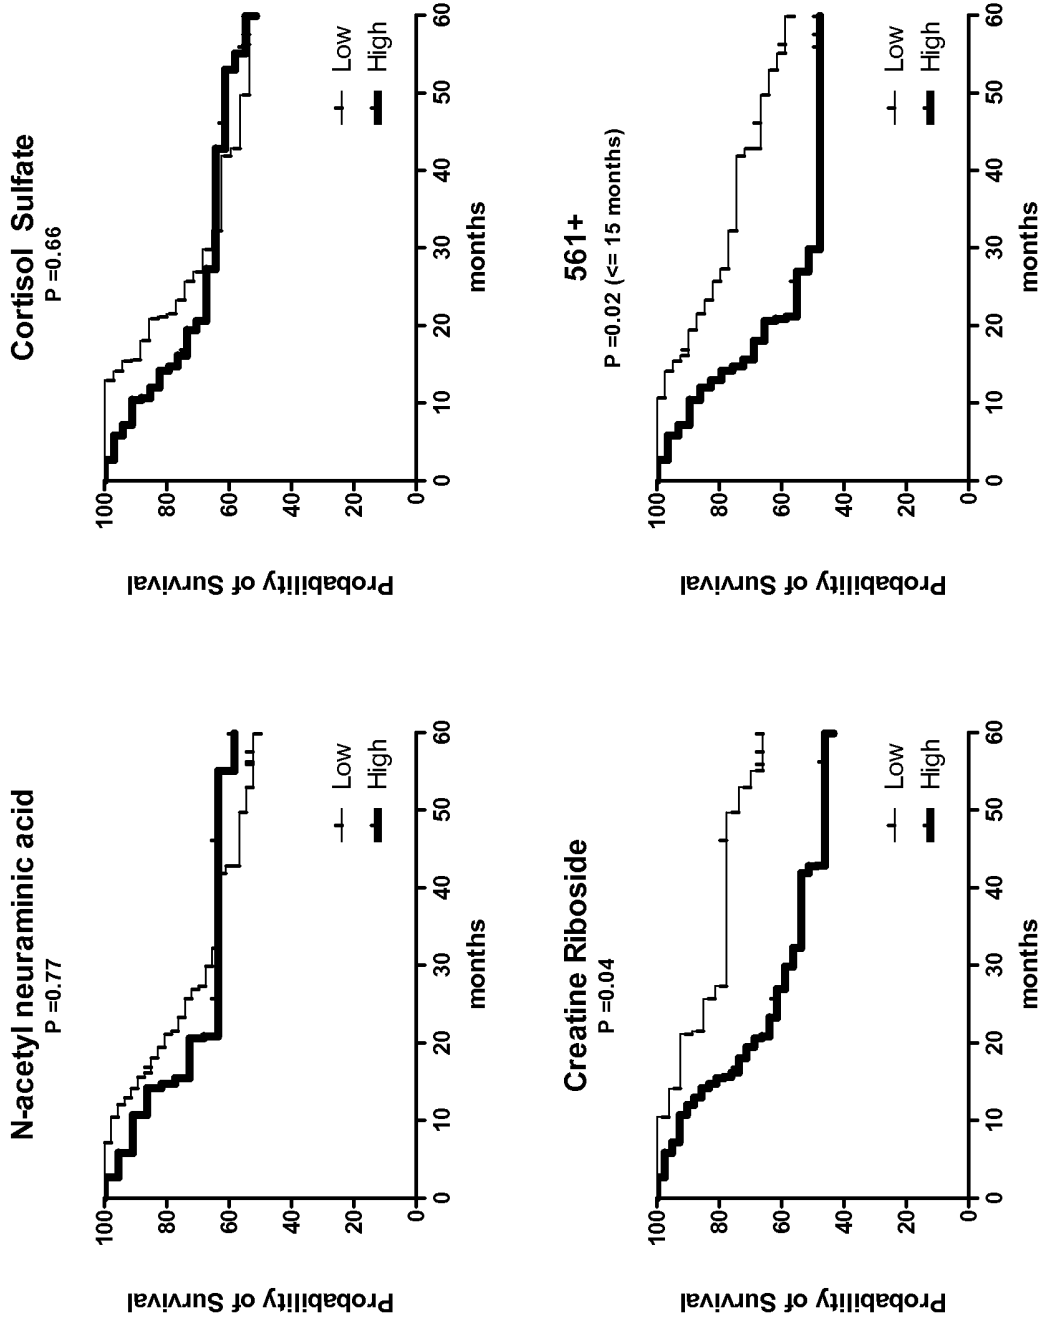 N-acetyl neuraminic acid
P =0.77
Probability of Survival
100
80
60
40
20
0
0
10
20
30
40
50
60
months
Low
High
Cortisol Sulfate
P =0.66
Probability of Survival
100
80
60
40
20
0
0
10
20
30
40
50
60
months
Low
High
Creatine Riboside
P =0.04
Probability of Survival
100
80
60
40
20
0
0
10
20
30
40
50
60
months
Low
High
561+
P =0.02 (<= 15 months)
Probability of Survival
100
80
60
40
20
0
0
10
20
30
40
50
60
months
Low
High